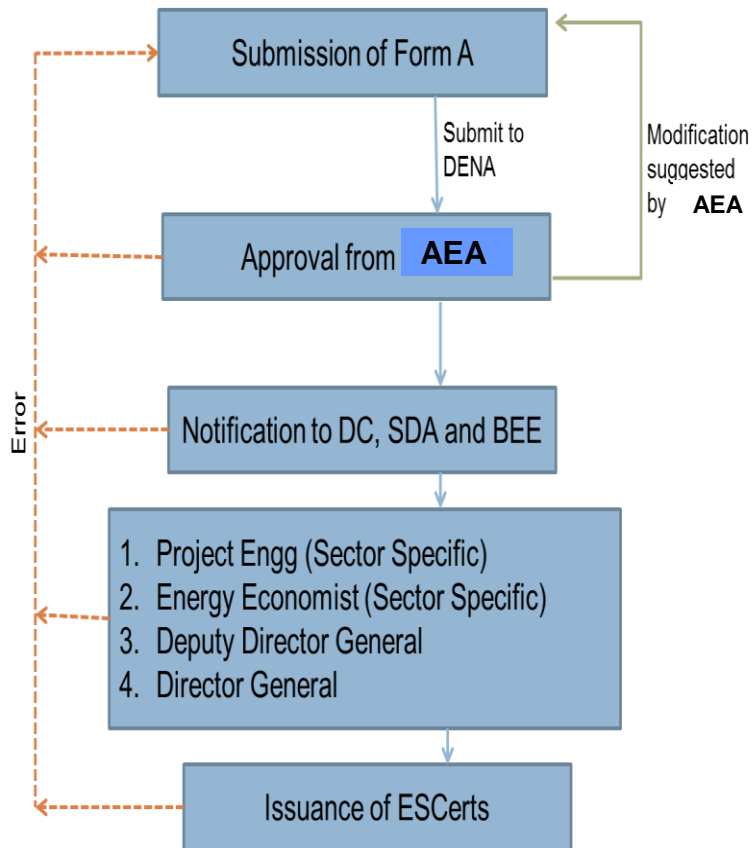 Submission of Form A
Submit to
DENA
Modification
suggested
by AEA
Approval from AEA
Error
Notification to DC, SDA and BEE
1. Project Engg (Sector Specific)
2. Energy Economist (Sector Specific)
3. Deputy Director General
4. Director General
Issuance of ESCerts